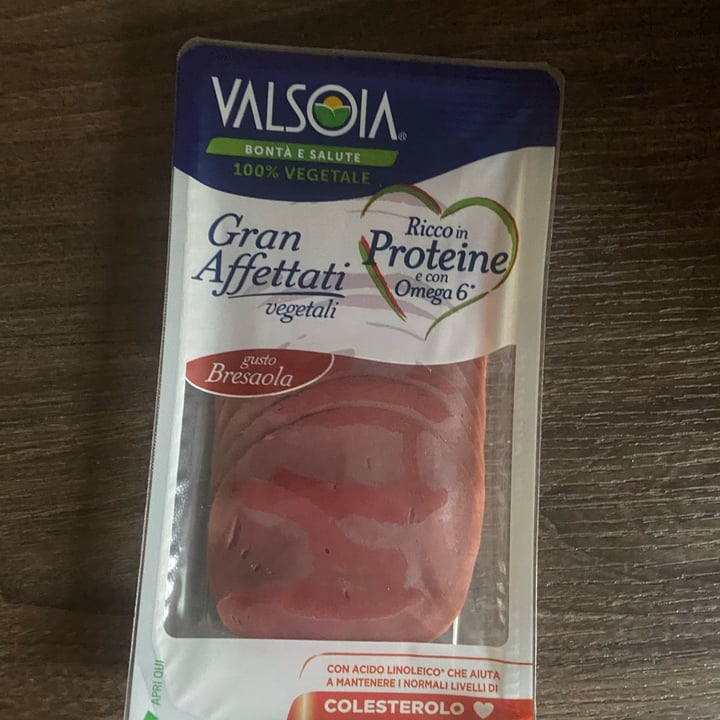 VALSOIA®
BONTÀ E SALUTE
100% VEGETALE
Gran
Affettati
vegetali
Ricco in
Proteine
e con
Omega 6*
gusto
Bresaola
CON ACIDO LINOLEICO* CHE AIUTA
A MANTENERE I NORMALI LIVELLI DI
COLESTEROLO
APRI QUI